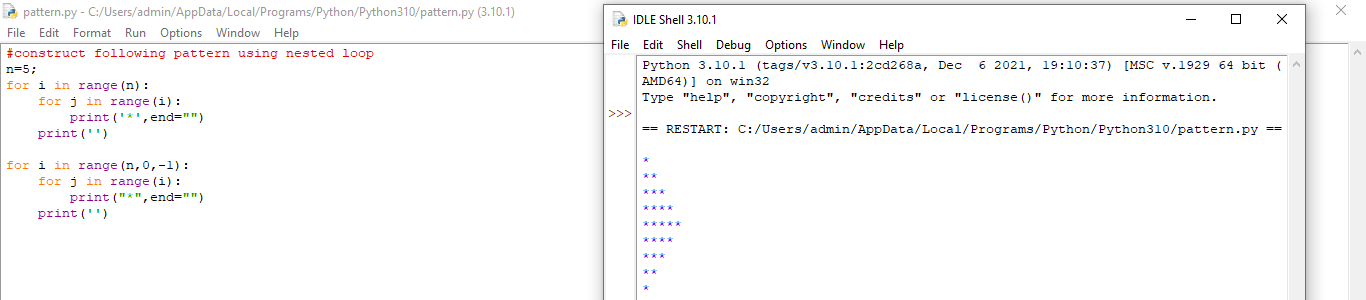 pattern.py - C:/Users/admin/AppData/Local/Programs/Python/Python310/pattern.py (3.10.1)
File Edit Format Run Options Window Help
#construct following pattern using nested loop
n=5;
for i in range(n):
    for j in range(i):
        print('*',end="")
    print('')

for i in range(n,0,-1):
    for j in range(i):
        print("*",end="")
    print('')
IDLE Shell 3.10.1
File Edit Shell Debug Options Window Help
Python 3.10.1 (tags/v3.10.1:2cd268a, Dec  6 2021, 19:10:37) [MSC v.1929 64 bit (
AMD64)] on win32
Type "help", "copyright", "credits" or "license()" for more information.
>>>
== RESTART: C:/Users/admin/AppData/Local/Programs/Python/Python310/pattern.py ==

*
**
***
****
*****
****
***
**
*